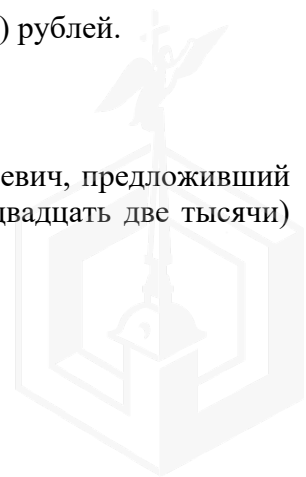 ) рублей.
евич, предложивший
двадцать две тысячи)